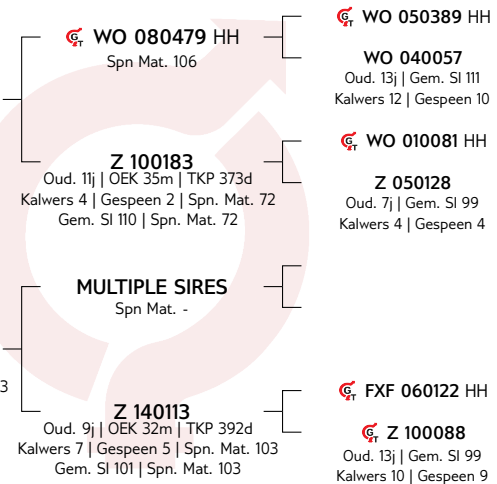 WO 080479 HH
Spn Mat. 106
Z 100183
Oud. 11j | OEK 35m | TKP 373d
Kalwers 4 | Gespeen 2 | Spn. Mat. 72
Gem. SI 110 | Spn. Mat. 72
MULTIPLE SIRES
Spn Mat. -
3
Z 140113
Oud. 9j | OEK 32m | TKP 392d
Kalwers 7 | Gespeen 5 | Spn. Mat. 103
Gem. SI 101 | Spn. Mat. 103
GT WO 050389 HH
WO 040057
Oud. 13j | Gem. SI 111
Kalwers 12 | Gespeen 10
GT WO 010081 HH
Z 050128
Oud. 7j | Gem. SI 99
Kalwers 4 | Gespeen 4
GT FXF 060122 HH
GT Z 100088
Oud. 13j | Gem. SI 99
Kalwers 10 | Gespeen 9